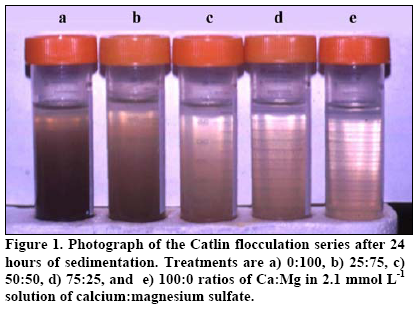 a b c d e
Figure 1. Photograph of the Catlin flocculation series after 24
hours of sedimentation. Treatments are a) 0:100, b) 25:75, c)
50:50, d) 75:25, and e) 100:0 ratios of Ca:Mg in 2.1 mmol L-1
solution of calcium:magnesium sulfate.